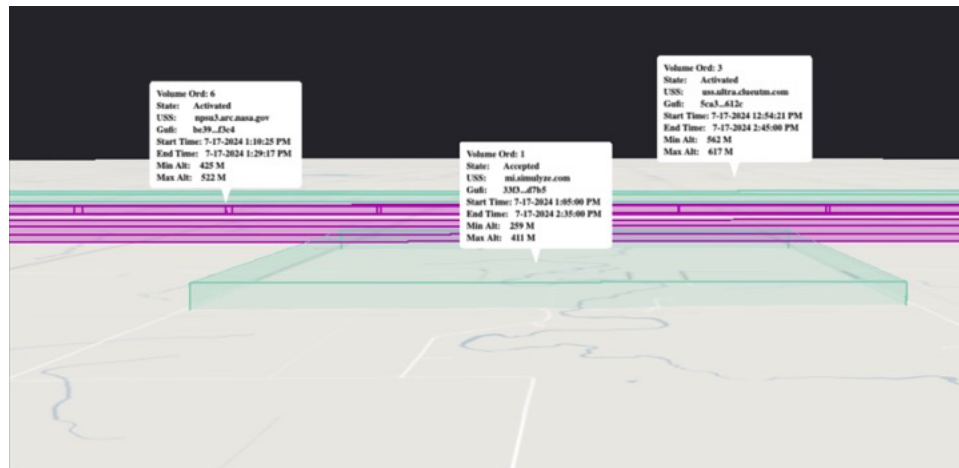 Volume Ord: 6
State: Activated
USS: npsu3.arc.nasa.gov
Gufi: be39...f3c4
Start Time: 7-17-2024 1:10:25 PM
End Time: 7-17-2024 1:29:17 PM
Min Alt: 425 M
Max Alt: 522 M
Volume Ord: 1
State: Accepted
USS: mi.simulyze.com
Gufi: 33f3...d7b5
Start Time: 7-17-2024 1:05:00 PM
End Time: 7-17-2024 2:35:00 PM
Min Alt: 259 M
Max Alt: 411 M
Volume Ord: 3
State: Activated
USS: uss.ultra.clueutm.com
Gufi: 5ca3...612c
Start Time: 7-17-2024 12:54:21 PM
End Time: 7-17-2024 2:45:00 PM
Min Alt: 562 M
Max Alt: 617 M